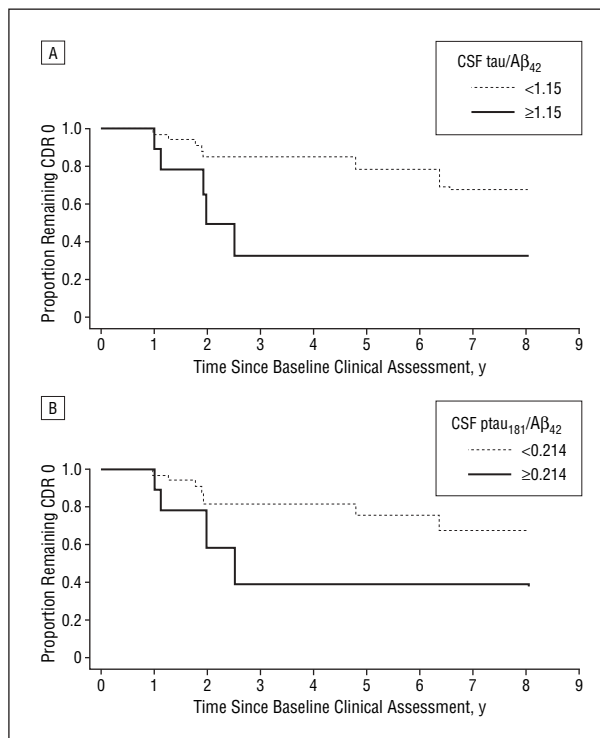 A
CSF tau/Aβ₄₂
<1.15
≥1.15
1.0
0.8
0.6
0.4
0.2
0
Proportion Remaining CDR 0
0 1 2 3 4 5 6 7 8 9
Time Since Baseline Clinical Assessment, y
B
CSF ptau₁₈₁/Aβ₄₂
<0.214
≥0.214
1.0
0.8
0.6
0.4
0.2
0
Proportion Remaining CDR 0
0 1 2 3 4 5 6 7 8 9
Time Since Baseline Clinical Assessment, y